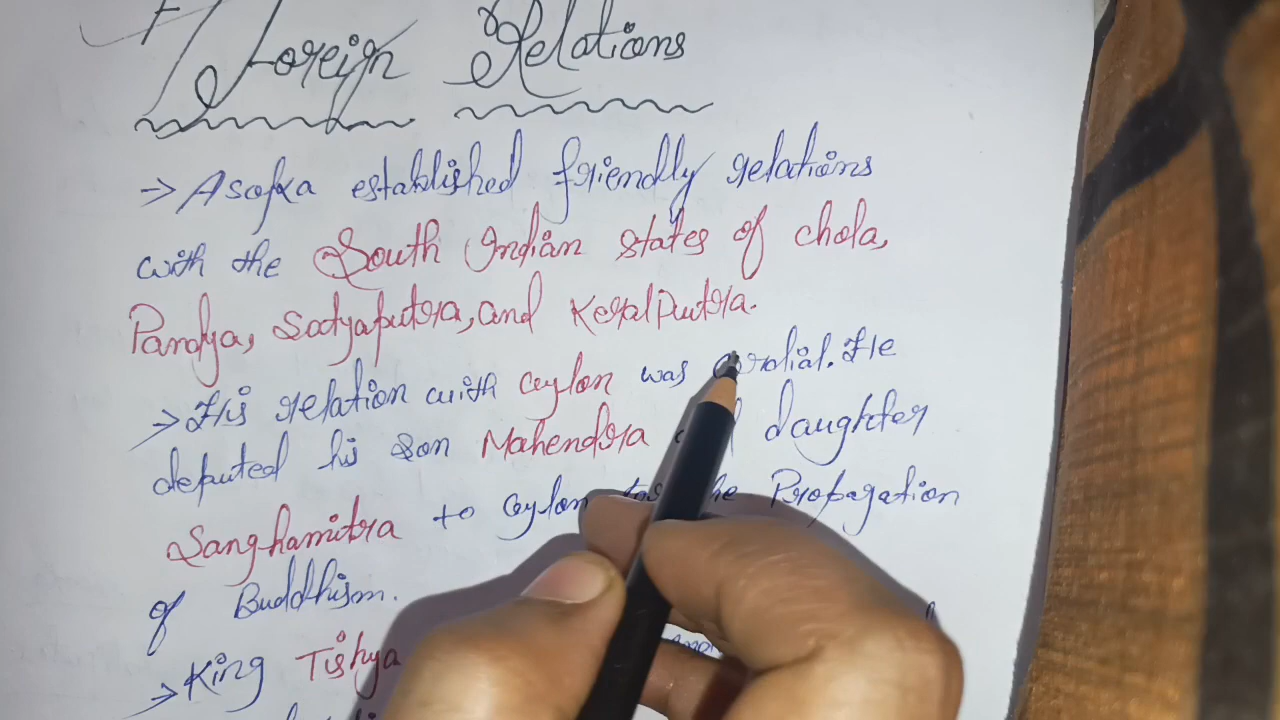 Foreign Relations
→ Asoka established friendly relations
with the South Indian states of chola,
Pandya, Satyaputra, and KeralPutra.
→ His relation with Ceylon was cordial. He
deputed his son Mahendra daughter
Sanghamitra to Ceylon Propagation
of Buddhism.
→ King Tishya